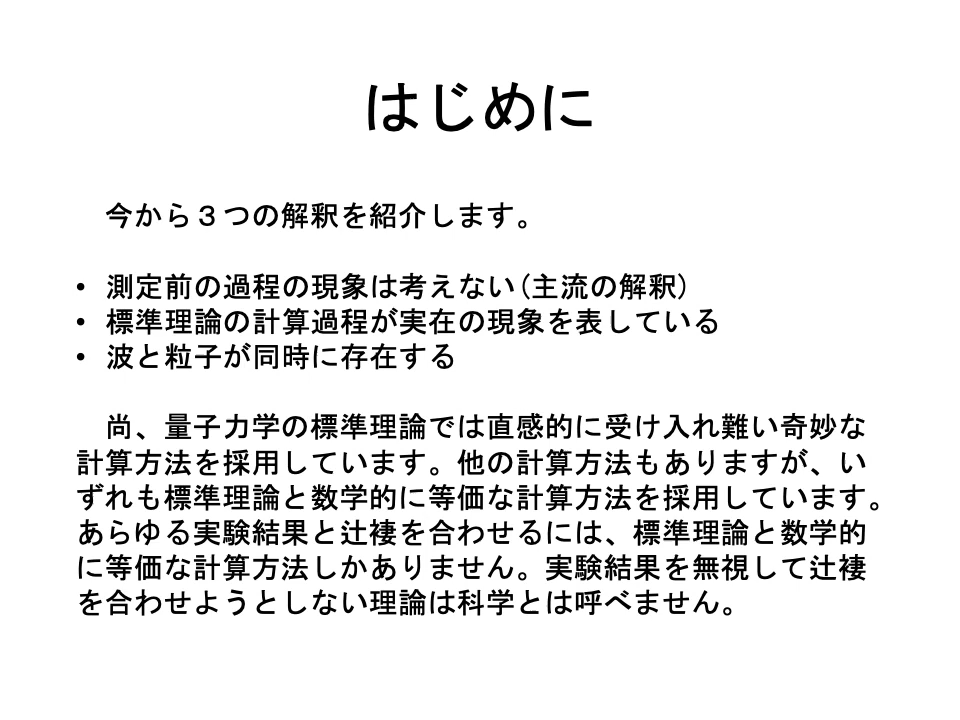 はじめに
今から３つの解釈を紹介します。
• 測定前の過程の現象は考えない(主流の解釈)
• 標準理論の計算過程が実在の現象を表している
• 波と粒子が同時に存在する
尚、量子力学の標準理論では直感的に受け入れ難い奇妙な
計算方法を採用しています。他の計算方法もありますが、い
ずれも標準理論と数学的に等価な計算方法を採用しています。
あらゆる実験結果と辻褄を合わせるには、標準理論と数学的
に等価な計算方法しかありません。実験結果を無視して辻褄
を合わせようとしない理論は科学とは呼べません。